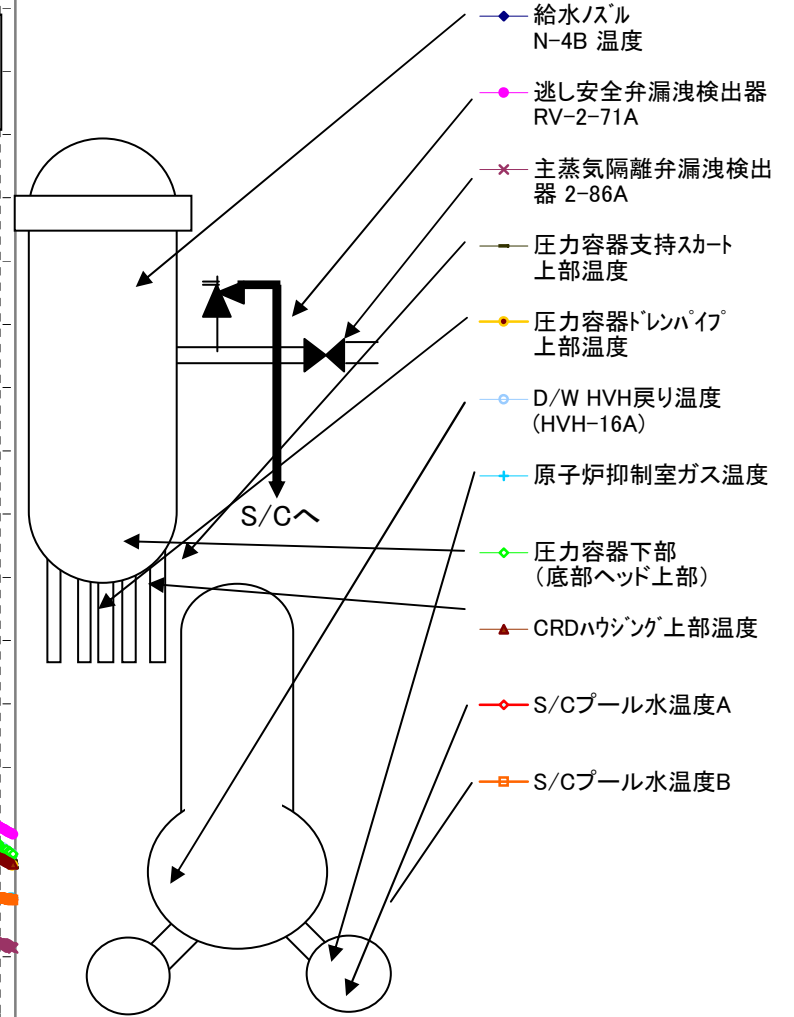 給水ノズル
N-4B 温度
逃し安全弁漏洩検出器
RV-2-71A
主蒸気隔離弁漏洩検出
器 2-86A
圧力容器支持スカート
上部温度
圧力容器ドレンパイプ
上部温度
D/W HVH戻り温度
(HVH-16A)
原子炉抑制室ガス温度
S/Cへ
圧力容器下部
（底部ヘッド上部）
CRDハウジング上部温度
S/Cプール水温度A
S/Cプール水温度B